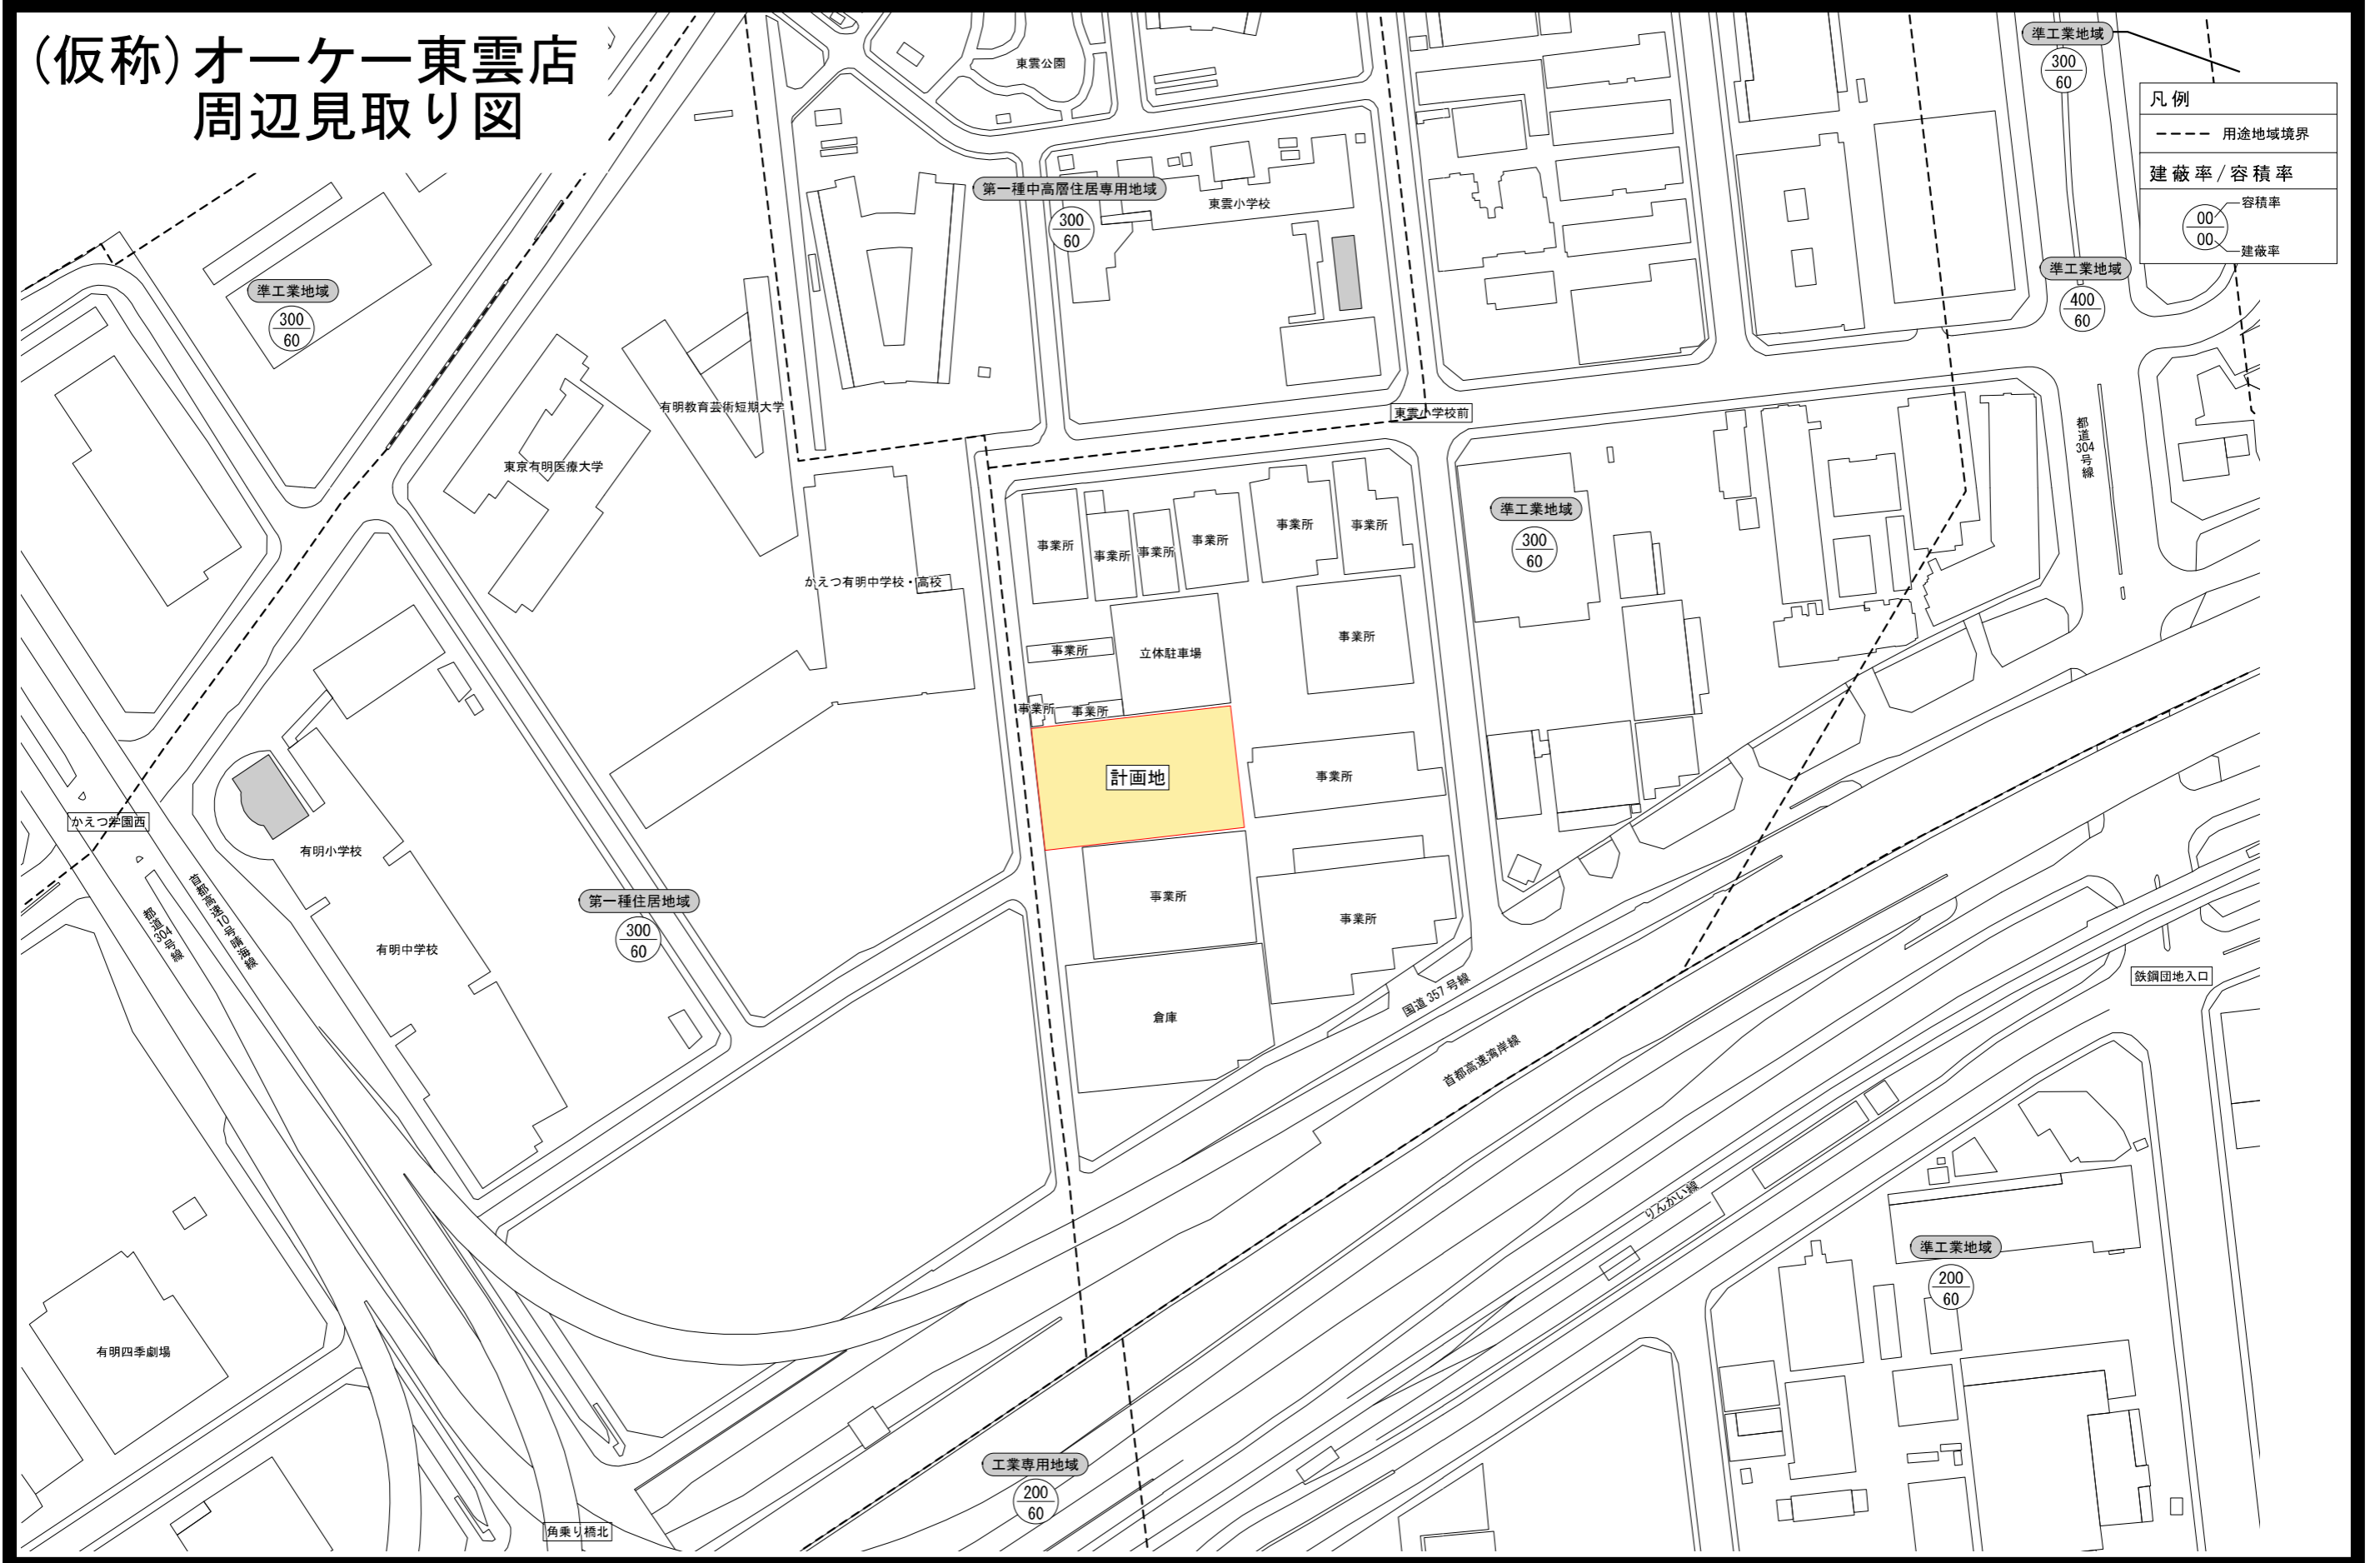 (仮称)オーケー東雲店
周辺見取り図
東雲公園
準工業地域
300
60
凡例
用途地域境界
建蔽率/容積率
00
00
容積率
建蔽率
第一種中高層住居専用地域
300
60
東雲小学校
準工業地域
300
60
準工業地域
400
60
有明教育芸術短期大学
東雲小学校前
都道304号線
東京有明医療大学
準工業地域
300
60
事業所
事業所
事業所
事業所
事業所
事業所
かえつ有明中学校・高校
事業所
立体駐車場
事業所
事業所
事業所
計画地
事業所
かえつ学園西
有明小学校
首都高速10号晴海線
都道304号線
第一種住居地域
300
60
有明中学校
事業所
事業所
倉庫
国道357号線
首都高速湾岸線
鉄鋼団地入口
りんかい線
準工業地域
200
60
有明四季劇場
工業専用地域
200
60
角乗り橋北